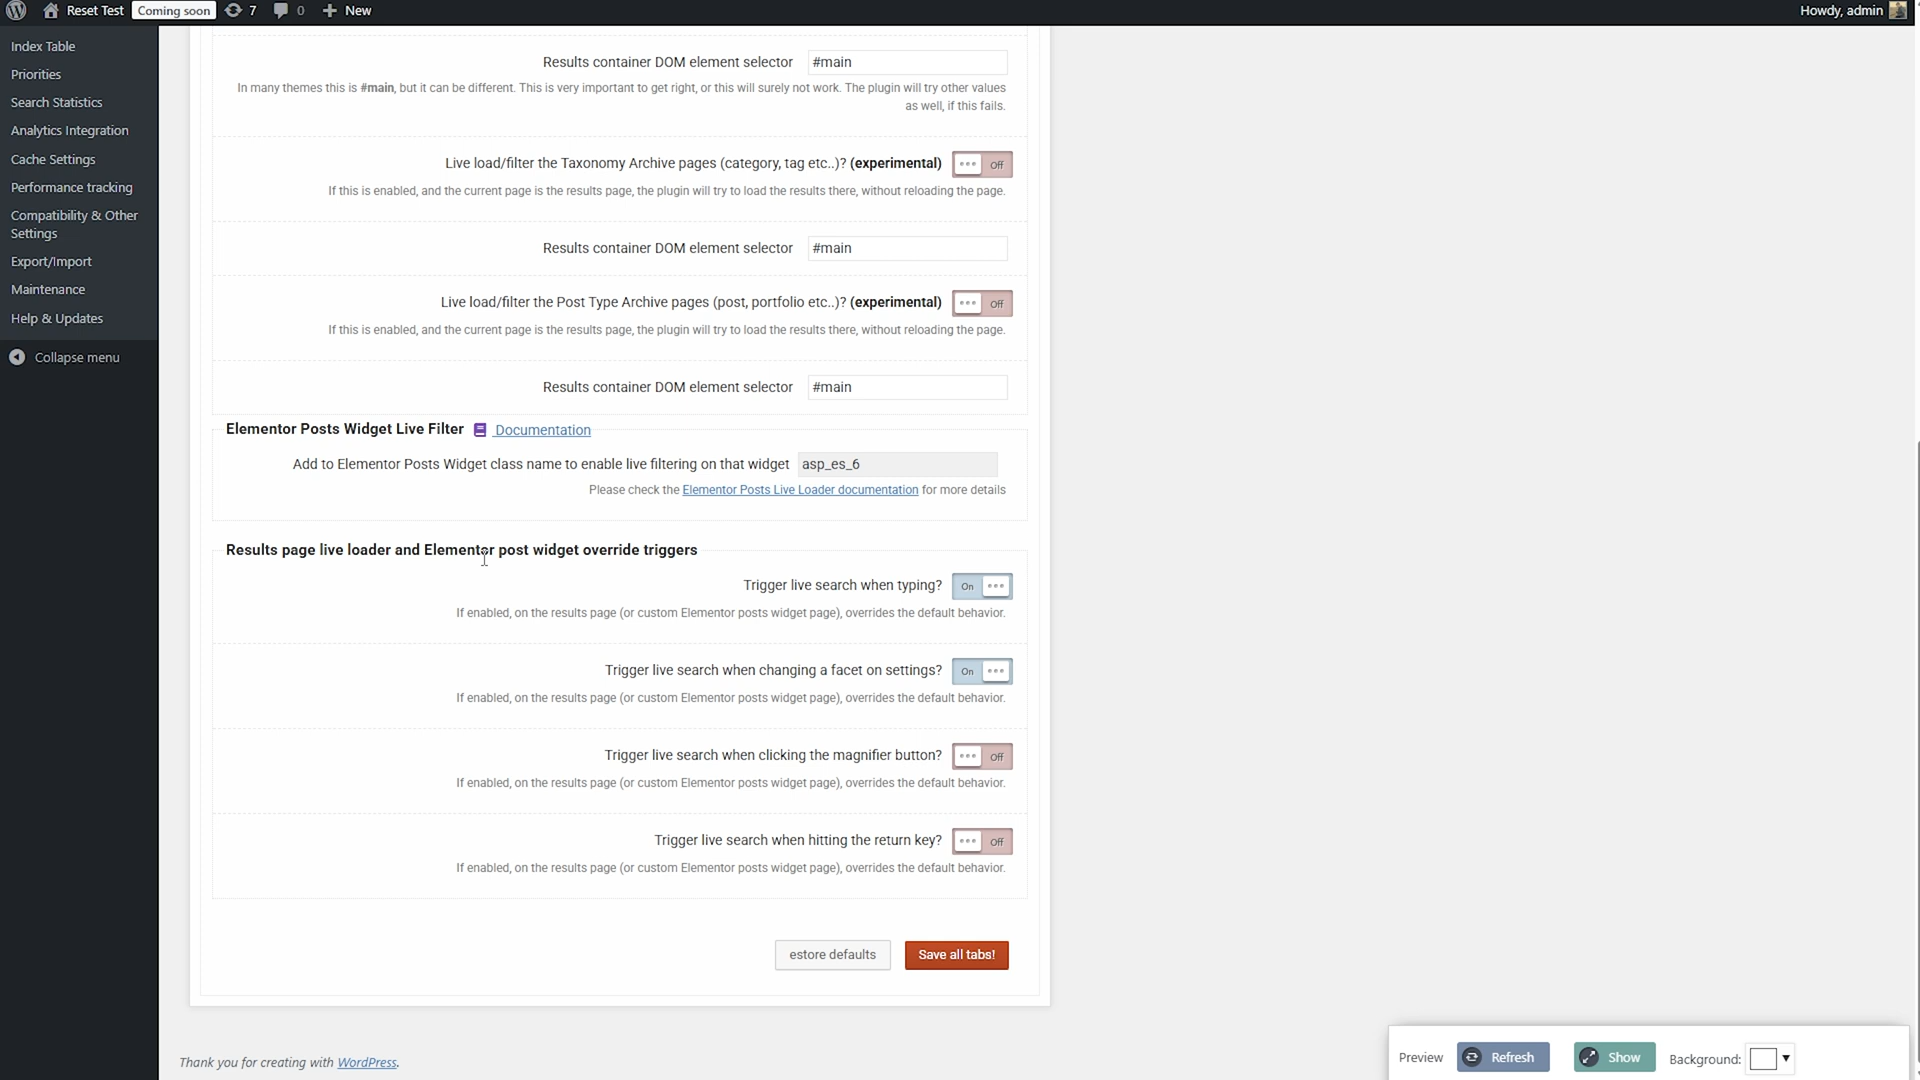 Reset Test Coming soon 7 0 New Howdy, admin
Index Table
Priorities
Search Statistics
Analytics Integration
Cache Settings
Performance tracking
Compatibility & Other
Settings
Export/Import
Maintenance
Help & Updates
Collapse menu
Results container DOM element selector #main
In many themes this is #main, but it can be different. This is very important to get right, or this will surely not work. The plugin will try other values
as well, if this fails.
Live load/filter the Taxonomy Archive pages (category, tag etc..)? (experimental) Off
If this is enabled, and the current page is the results page, the plugin will try to load the results there, without reloading the page.
Results container DOM element selector #main
Live load/filter the Post Type Archive pages (post, portfolio etc..)? (experimental) Off
If this is enabled, and the current page is the results page, the plugin will try to load the results there, without reloading the page.
Results container DOM element selector #main
Elementor Posts Widget Live Filter Documentation
Add to Elementor Posts Widget class name to enable live filtering on that widget asp_es_6
Please check the Elementor Posts Live Loader documentation for more details
Results page live loader and Elementor post widget override triggers
Trigger live search when typing? On
If enabled, on the results page (or custom Elementor posts widget page), overrides the default behavior.
Trigger live search when changing a facet on settings? On
If enabled, on the results page (or custom Elementor posts widget page), overrides the default behavior.
Trigger live search when clicking the magnifier button? Off
If enabled, on the results page (or custom Elementor posts widget page), overrides the default behavior.
Trigger live search when hitting the return key? Off
If enabled, on the results page (or custom Elementor posts widget page), overrides the default behavior.
estore defaults Save all tabs!
Thank you for creating with WordPress.
Preview Refresh Show Background: